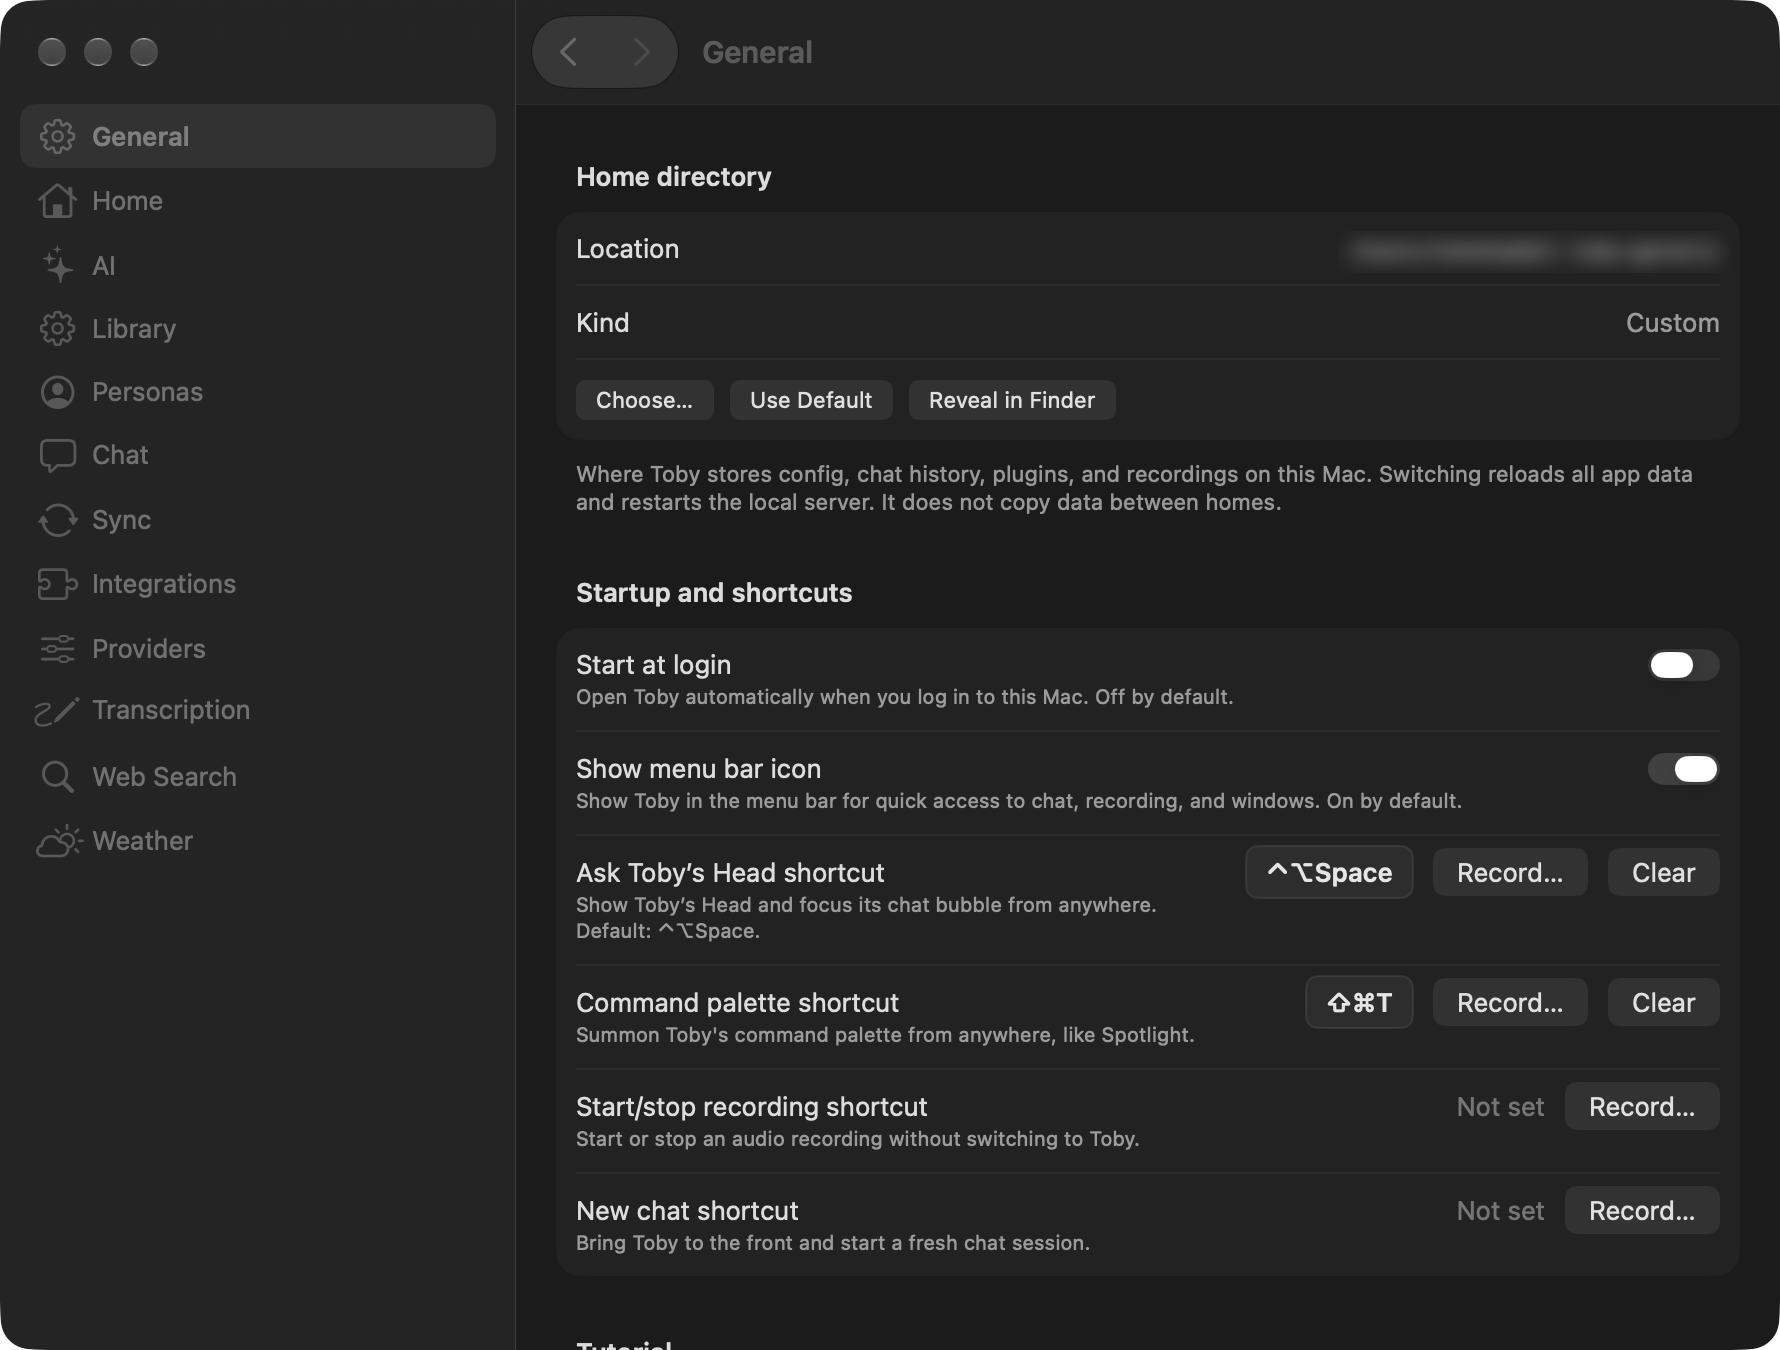 General
General
Home
AI
Library
Personas
Chat
Sync
Integrations
Providers
Transcription
Web Search
Weather
Home directory
Location
Kind
Custom
Choose...
Use Default
Reveal in Finder
Where Toby stores config, chat history, plugins, and recordings on this Mac. Switching reloads all app data
and restarts the local server. It does not copy data between homes.
Startup and shortcuts
Start at login
Open Toby automatically when you log in to this Mac. Off by default.
Show menu bar icon
Show Toby in the menu bar for quick access to chat, recording, and windows. On by default.
Ask Toby’s Head shortcut
⌃⌥Space
Record...
Clear
Show Toby’s Head and focus its chat bubble from anywhere.
Default: ⌃⌥Space.
Command palette shortcut
⇧⌘T
Record...
Clear
Summon Toby's command palette from anywhere, like Spotlight.
Start/stop recording shortcut
Not set
Record...
Start or stop an audio recording without switching to Toby.
New chat shortcut
Not set
Record...
Bring Toby to the front and start a fresh chat session.
Tutorial